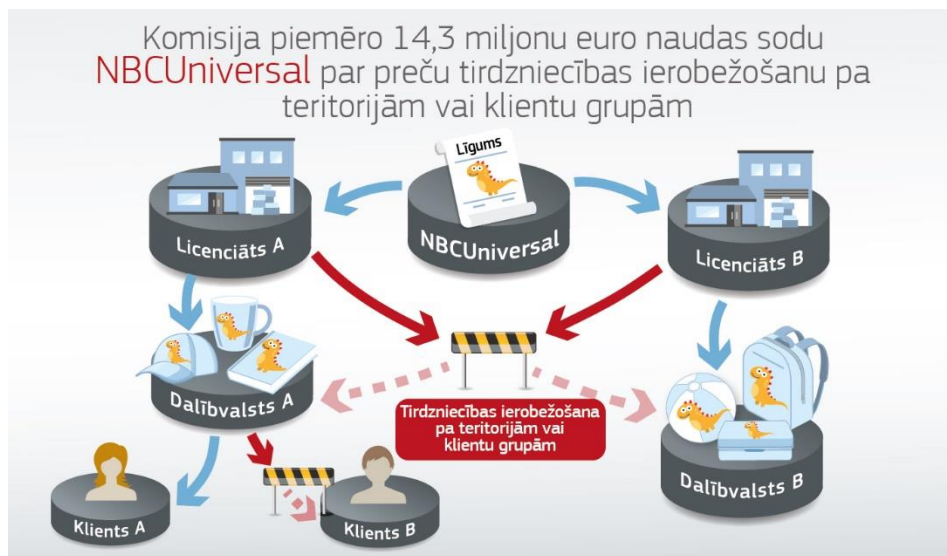 Komisija piemēro 14,3 miljonu euro naudas sodu
NBCUniversal par preču tirdzniecības ierobežošanu pa
teritorijām vai klientu grupām
Līgums
Licenciāts A
NBCUniversal
Licenciāts B
Dalībvalsts A
Tirdzniecības ierobežošana
pa teritorijām vai
klientu grupām
Dalībvalsts B
Klients A
Klients B